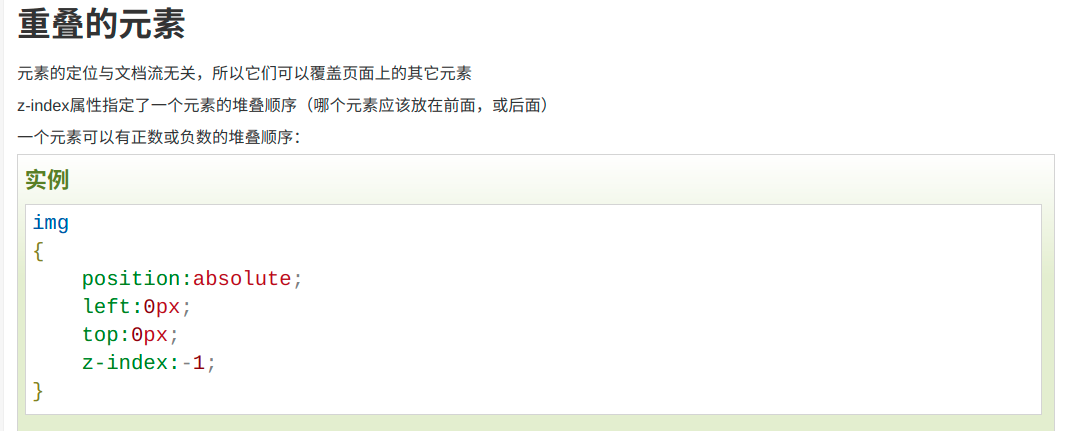 重叠的元素
元素的定位与文档流无关，所以它们可以覆盖页面上的其它元素
z-index属性指定了一个元素的堆叠顺序（哪个元素应该放在前面，或后面）
一个元素可以有正数或负数的堆叠顺序：
实例
img
{
    position:absolute;
    left:0px;
    top:0px;
    z-index:-1;
}